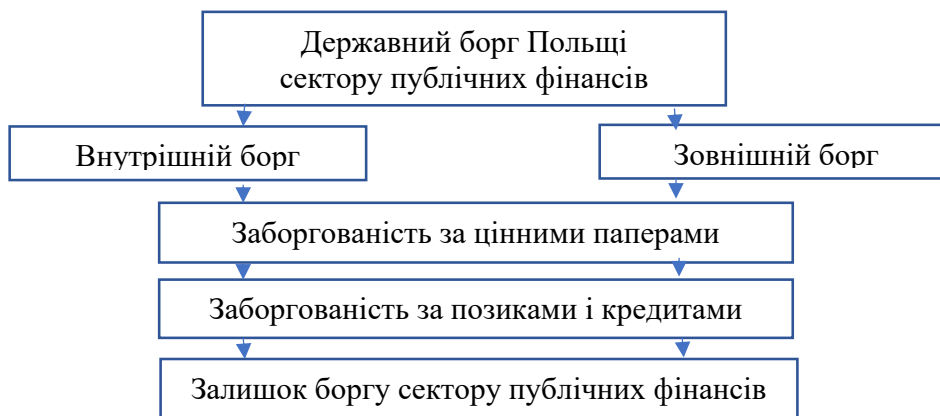 Державний борг Польщі
сектору публічних фінансів
Внутрішній борг
Зовнішній борг
Заборгованість за цінними паперами
Заборгованість за позиками і кредитами
Залишок боргу сектору публічних фінансів